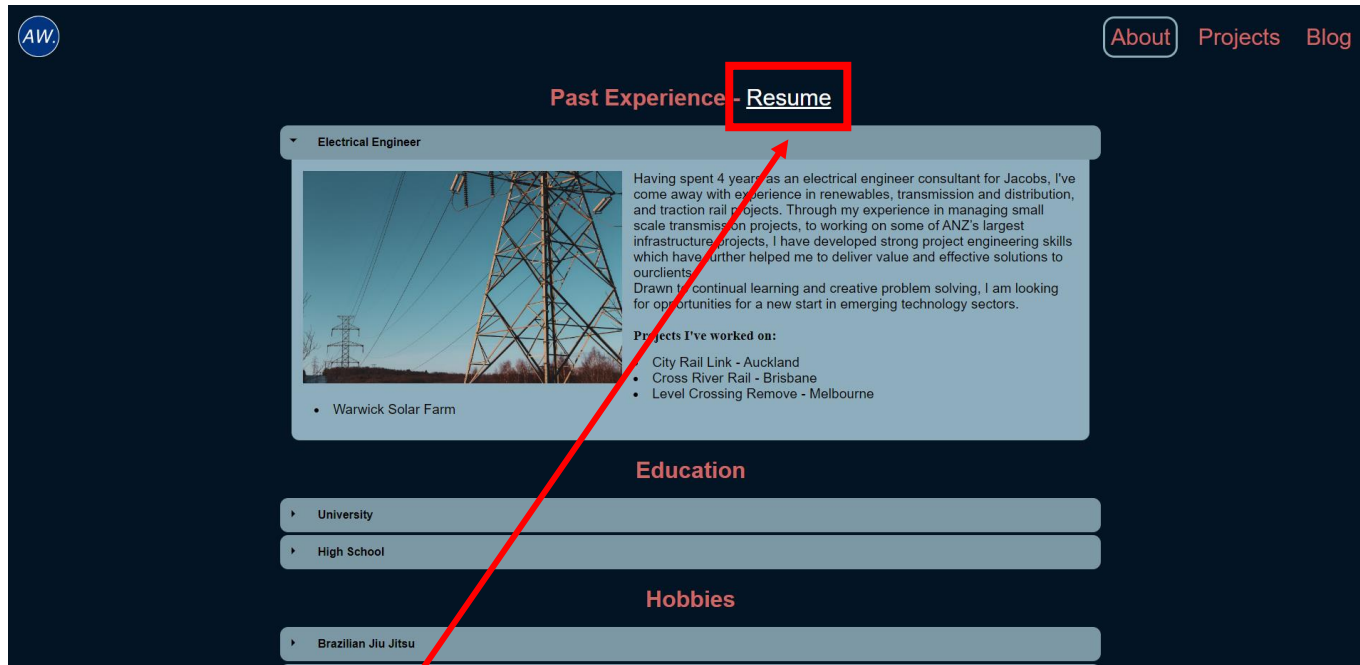 AW.
About Projects Blog
Past Experience - Resume
Electrical Engineer
Having spent 4 years as an electrical engineer consultant for Jacobs, I've
come away with experience in renewables, transmission and distribution,
and traction rail projects. Through my experience in managing small
scale transmission projects, to working on some of ANZ's largest
infrastructure projects, I have developed strong project engineering skills
which have further helped me to deliver value and effective solutions to
ourclients.
Drawn to continual learning and creative problem solving, I am looking
for opportunities for a new start in emerging technology sectors.
Projects I've worked on:
City Rail Link - Auckland
Cross River Rail - Brisbane
Level Crossing Remove - Melbourne
Warwick Solar Farm
Education
University
High School
Hobbies
Brazilian Jiu Jitsu